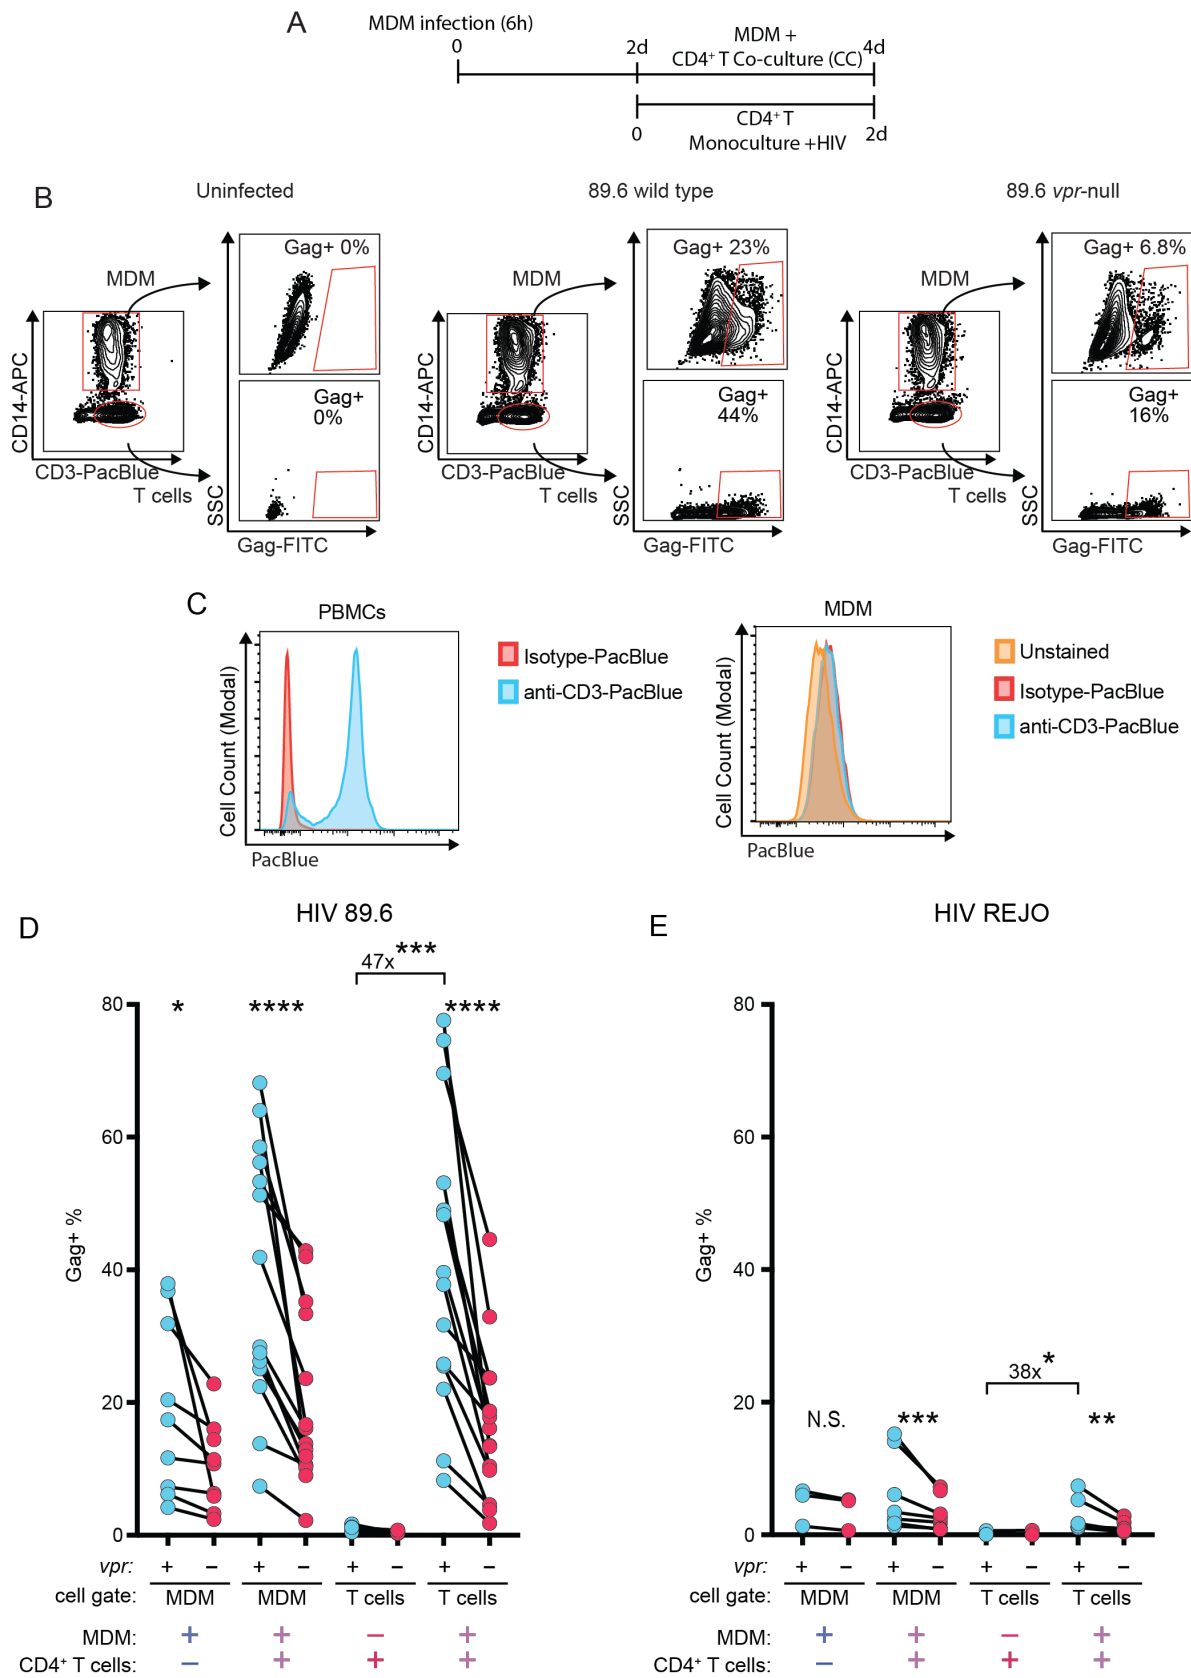 A
MDM infection (6h)
0
2d
MDM +
CD4+ T Co-culture (CC)
4d
0
CD4+ T
Monoculture +HIV
2d
B
Uninfected
89.6 wild type
89.6 vpr-null
MDM
Gag+ 0%
Gag+
0%
CD14-APC
CD3-PacBlue
T cells
SSC
Gag-FITC
MDM
Gag+ 23%
Gag+
44%
CD14-APC
CD3-PacBlue
T cells
SSC
Gag-FITC
MDM
Gag+ 6.8%
Gag+
16%
CD14-APC
CD3-PacBlue
T cells
SSC
Gag-FITC
C
PBMCs
Cell Count (Modal)
PacBlue
Isotype-PacBlue
anti-CD3-PacBlue
MDM
Cell Count (Modal)
PacBlue
Unstained
Isotype-PacBlue
anti-CD3-PacBlue
D
HIV 89.6
47x ***
* **** ****
80
60
40
20
0
Gag+ %
vpr: + − + − + − + −
cell gate: MDM MDM T cells T cells
MDM: + + − +
CD4+ T cells: − + + +
E
HIV REJO
80
60
40
20
0
Gag+ %
38x *
N.S. *** **
vpr: + − + − + − + −
cell gate: MDM MDM T cells T cells
MDM: + + − +
CD4+ T cells: − + + +